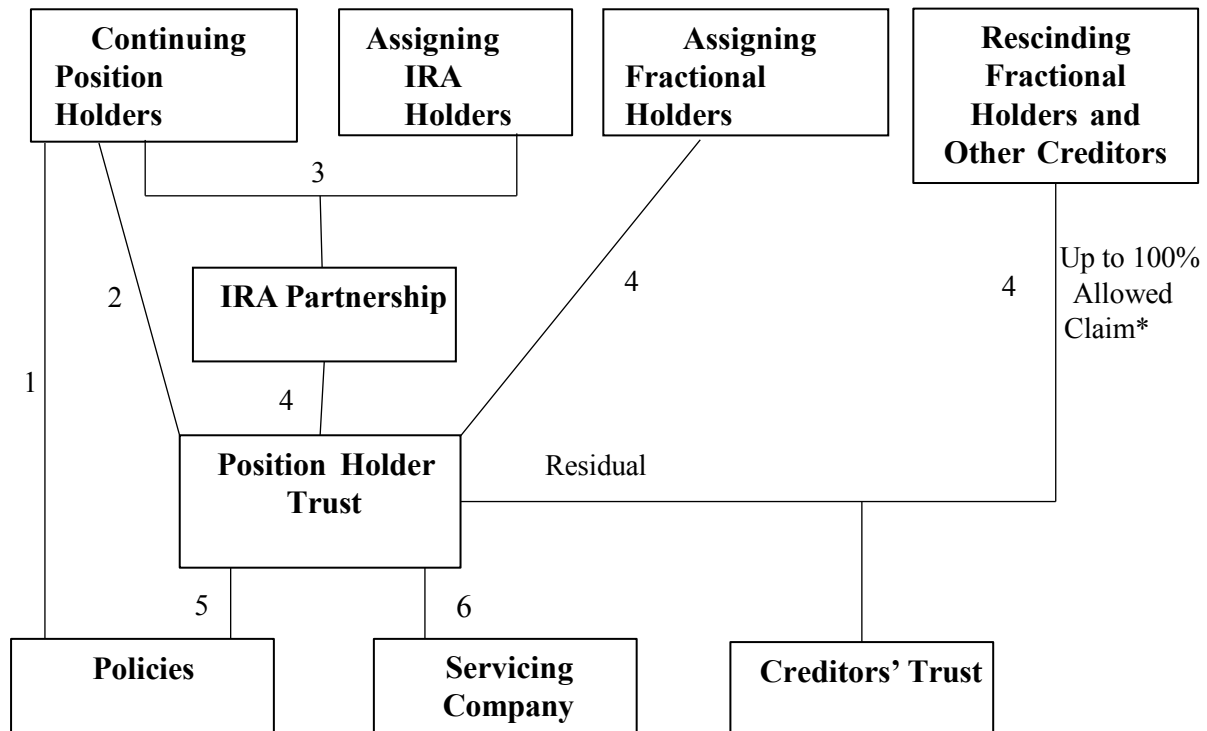 Continuing
Position
Holders
Assigning
IRA
Holders
Assigning
Fractional
Holders
Rescinding
Fractional
Holders and
Other Creditors
3
Up to 100%
Allowed
Claim*
2
IRA Partnership
4
4
1
4
Position Holder
Trust
Residual
5
6
Policies
Servicing
Company
Creditors’ Trust